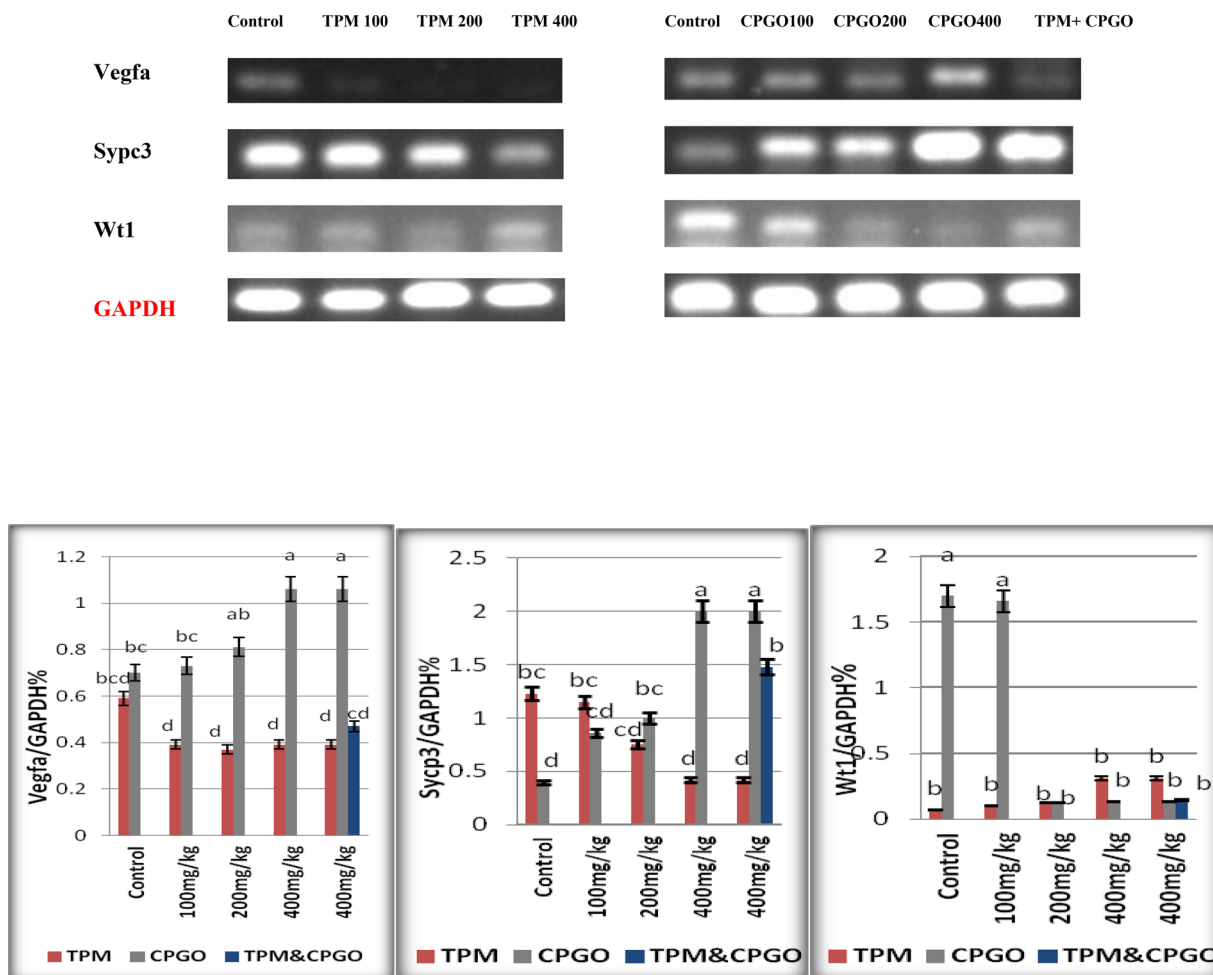 Control TPM 100 TPM 200 TPM 400 Control CPGO100 CPGO200 CPGO400 TPM+ CPGO
Vegfa
Sypc3
Wt1
GAPDH
Vegfa/GAPDH%
1.2
1
0.8
0.6
0.4
0.2
0
bcd bc
d bc
d ab
d a
d a cd
Control 100mg/kg 200mg/kg 400mg/kg 400mg/kg
TPM CPGO TPM&CPGO
Sycp3/GAPDH%
2.5
2
1.5
1
0.5
0
bc d
bc cd
cd bc
d a
d a b
Control 100mg/kg 200mg/kg 400mg/kg 400mg/kg
TPM CPGO TPM&CPGO
Wt1/GAPDH%
2
1.5
1
0.5
0
b a
b a
b b
b b
b b b
Control 100mg/kg 200mg/kg 400mg/kg 400mg/kg
TPM CPGO TPM&CPGO